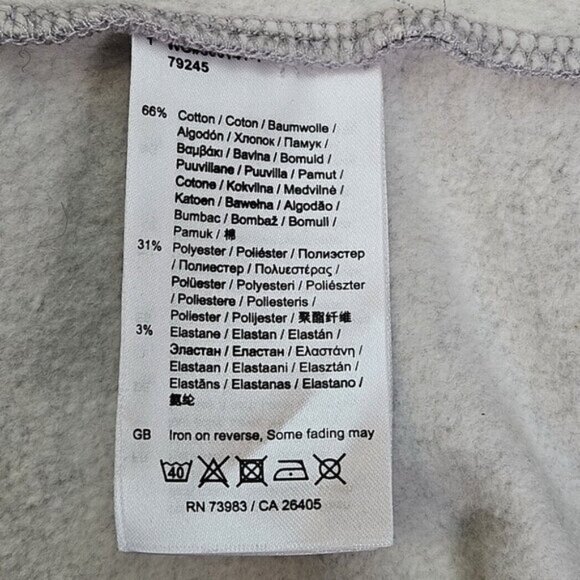 79245
66% Cotton / Coton / Baumwolle /
Algodón / Хлопок / Памук /
Βαμβάκι / Bavlna / Bomuld /
Puuvillane / Puuvilla / Pamut /
Cotone / Kokvilna / Medvilnė /
Katoen / Bawełna / Algodão /
Bumbac / Bombaž / Bomull /
Pamuk / 棉
31% Polyester / Poliéster / Полиэстер
/ Полиестер / Πολυεστέρας /
Polüester / Polyesteri / Poliészter
/ Poliestere / Poliesteris /
Poliester / Polijester / 聚酯纤维
3% Elastane / Elastan / Elastán /
Эластан / Еластан / Ελαστάνη /
Elastaan / Elastaani / Elasztán /
Elastāns / Elastanas / Elastano /
氨纶
GB Iron on reverse, Some fading may
40
RN 73983 / CA 26405